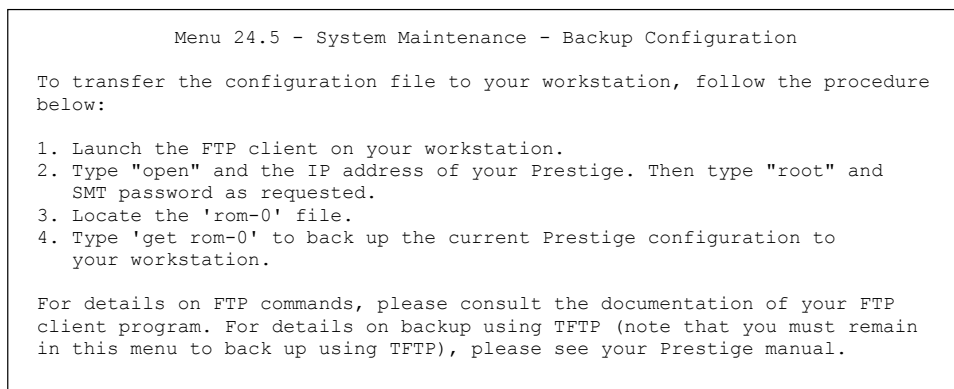 Menu 24.5 - System Maintenance - Backup Configuration
To transfer the configuration file to your workstation, follow the procedure
below:
1. Launch the FTP client on your workstation.
2. Type "open" and the IP address of your Prestige. Then type "root" and
SMT password as requested.
3. Locate the 'rom-0' file.
4. Type 'get rom-0' to back up the current Prestige configuration to
your workstation.
For details on FTP commands, please consult the documentation of your FTP
client program. For details on backup using TFTP (note that you must remain
in this menu to back up using TFTP), please see your Prestige manual.